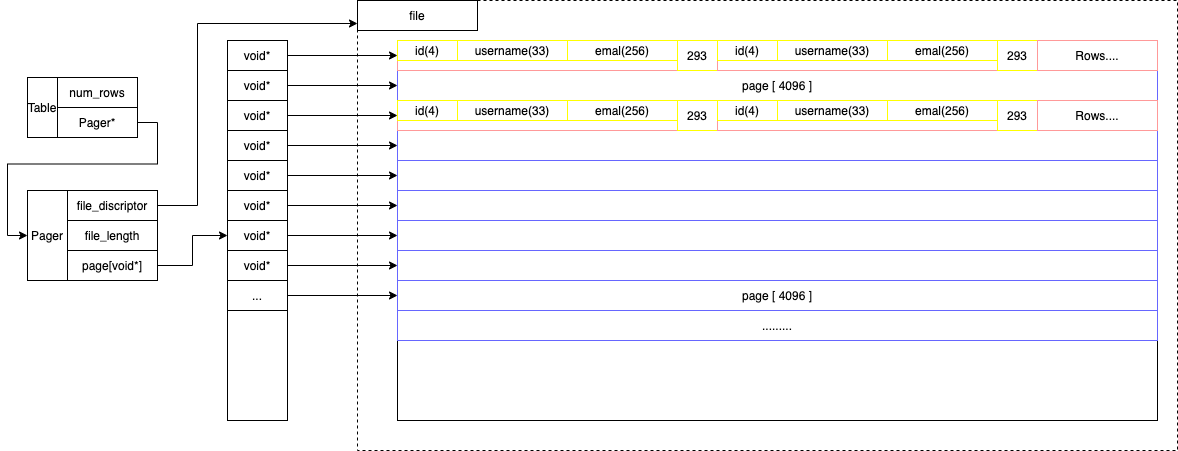 file
void*
id(4) username(33) emal(256) 293 id(4) username(33) emal(256) 293 Rows....
void*
page [ 4096 ]
void*
id(4) username(33) emal(256) 293 id(4) username(33) emal(256) 293 Rows....
void*
void*
void*
void*
void*
...
page [ 4096 ]
.........
Table
num_rows
Pager*
Pager
file_discriptor
file_length
page[void*]